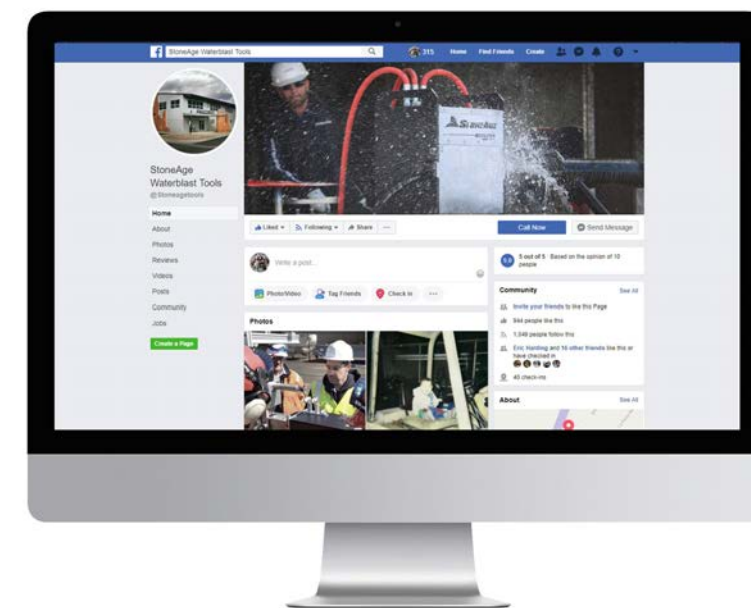 StoneAge Waterblast Tools
315 Home Find Friends Create
StoneAge
StoneAge
Waterblast Tools
@Stoneagetools
Home
About
Photos
Reviews
Videos
Posts
Community
Jobs
Create a Page
Liked Following Share
Call Now
Send Message
Write a post...
Photo/Video Tag Friends Check in
Photos
5.0
5 out of 5 · Based on the opinion of 10
people
Community See All
Invite your friends to like this Page
944 people like this
1,046 people follow this
Eric Harding and 16 other friends like this or
have checked in
40 check-ins
About See All